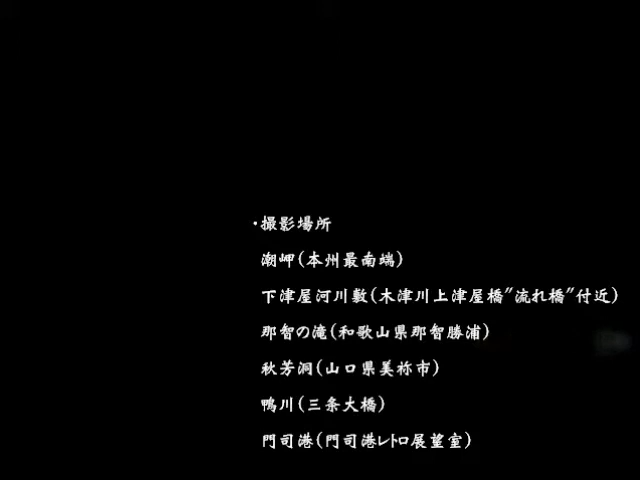 ・撮影場所
潮岬(本州最南端)
下津屋河川敷(木津川上津屋橋"流れ橋"付近)
那智の滝(和歌山県那智勝浦)
秋芳洞(山口県美祢市)
鴨川(三条大橋)
門司港(門司港レトロ展望室)